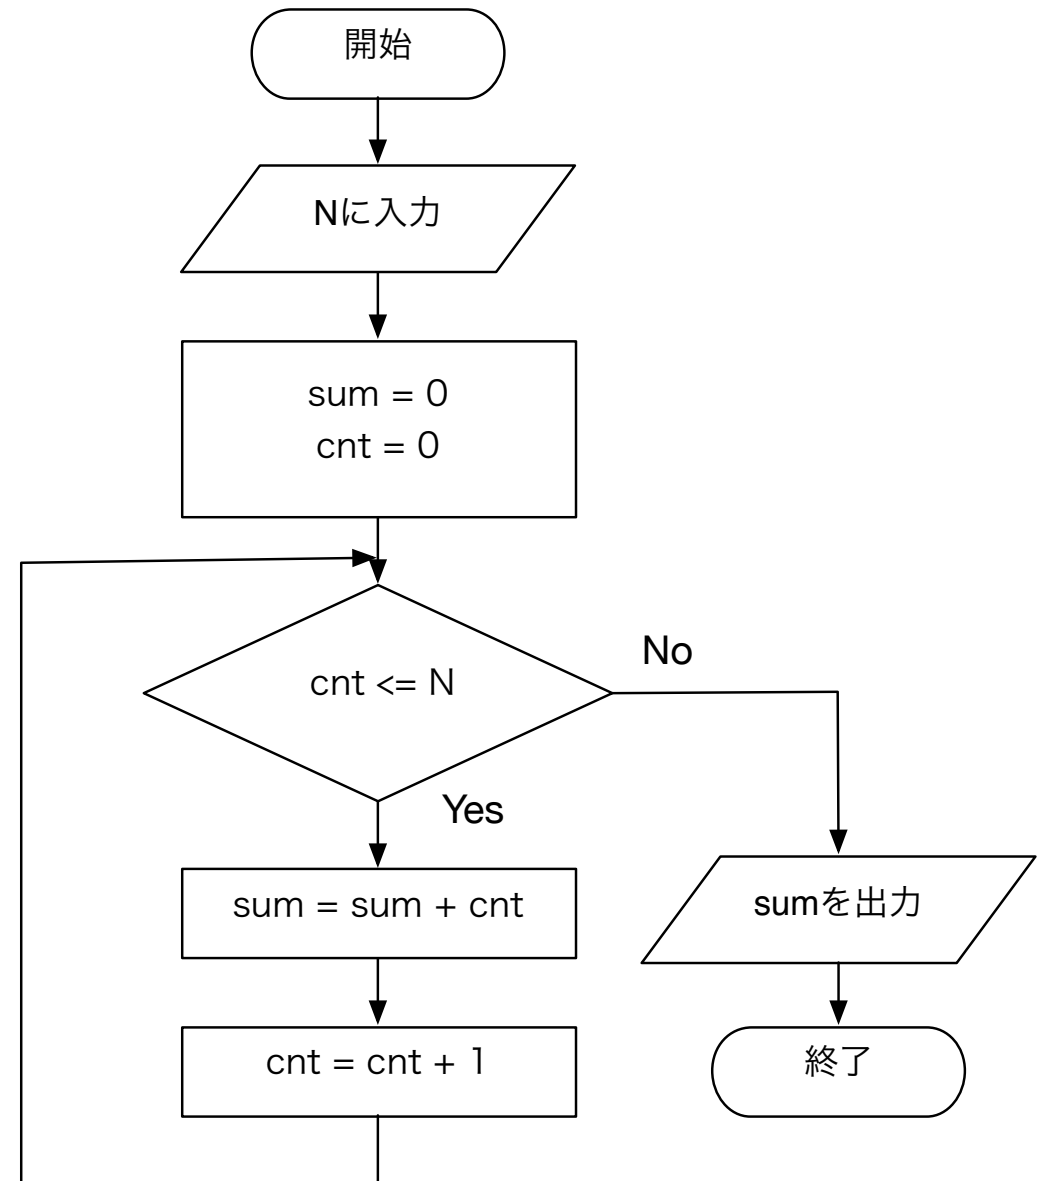 開始
Nに入力
sum = 0
cnt = 0
cnt <= N
No
Yes
sum = sum + cnt
sumを出力
cnt = cnt + 1
終了